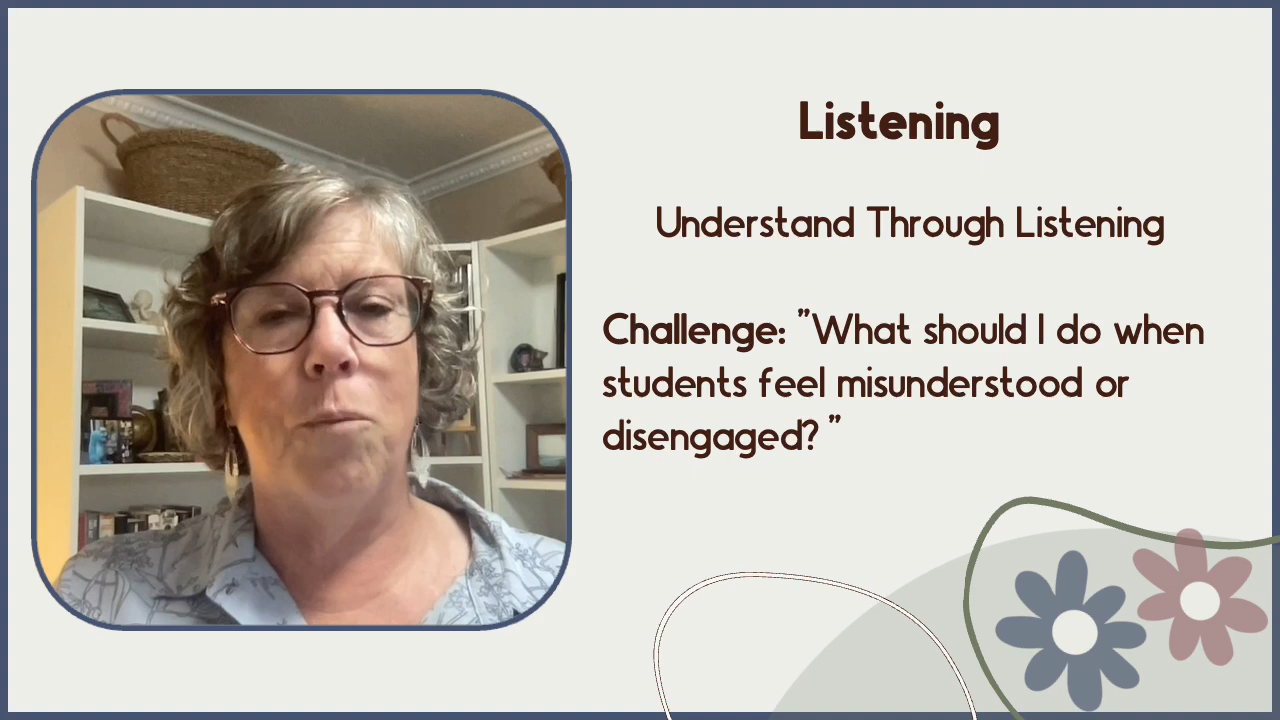 Listening
Understand Through Listening
Challenge: ”What should I do when
students feel misunderstood or
disengaged? ”